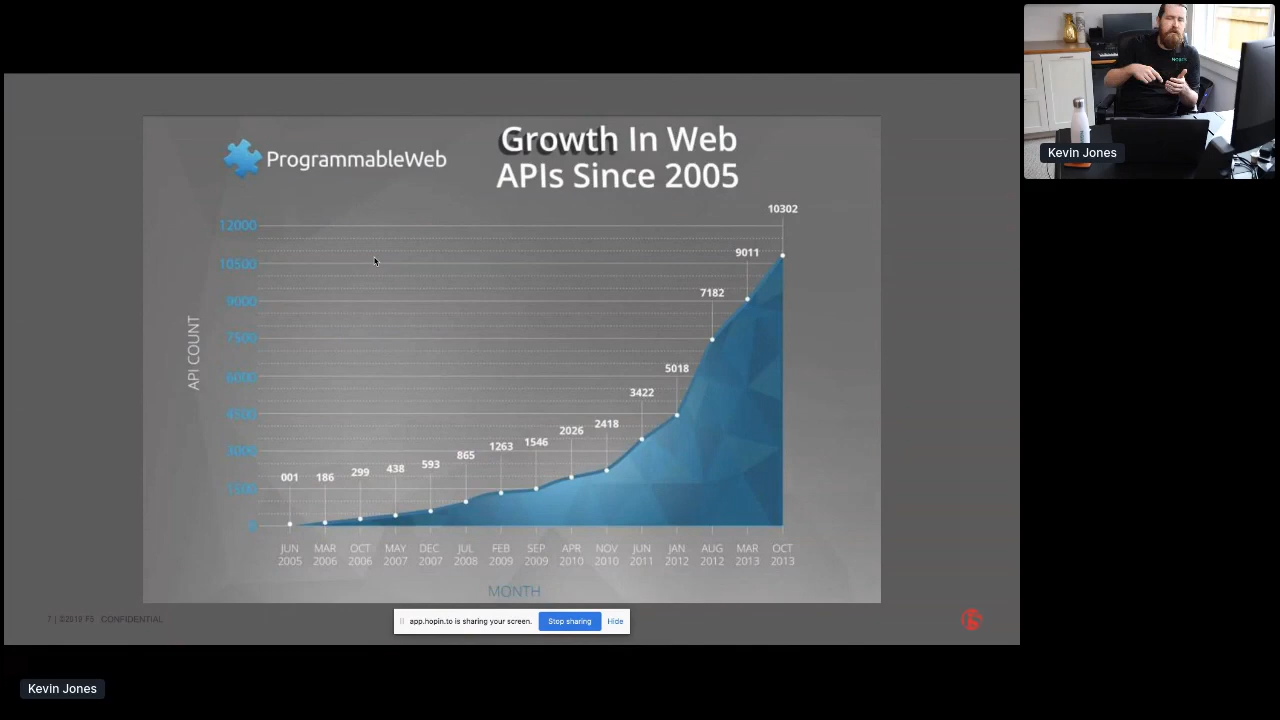 ProgrammableWeb
Growth In Web
APIs Since 2005
10302
12000
9011
10500
7182
9000
7500
API COUNT
5018
6000
3422
4500
2418
2026
1546
1263
865
593
438
299
186
001
3000
1500
0
JUN MAR OCT MAY DEC JUL FEB SEP APR NOV JUN JAN AUG MAR OCT
2005 2006 2006 2007 2007 2008 2009 2009 2010 2010 2011 2012 2012 2013 2013
MONTH
7 | ©2018 F5 CONFIDENTIAL
app.hopin.to is sharing your screen. Stop sharing Hide
Kevin Jones
Kevin Jones